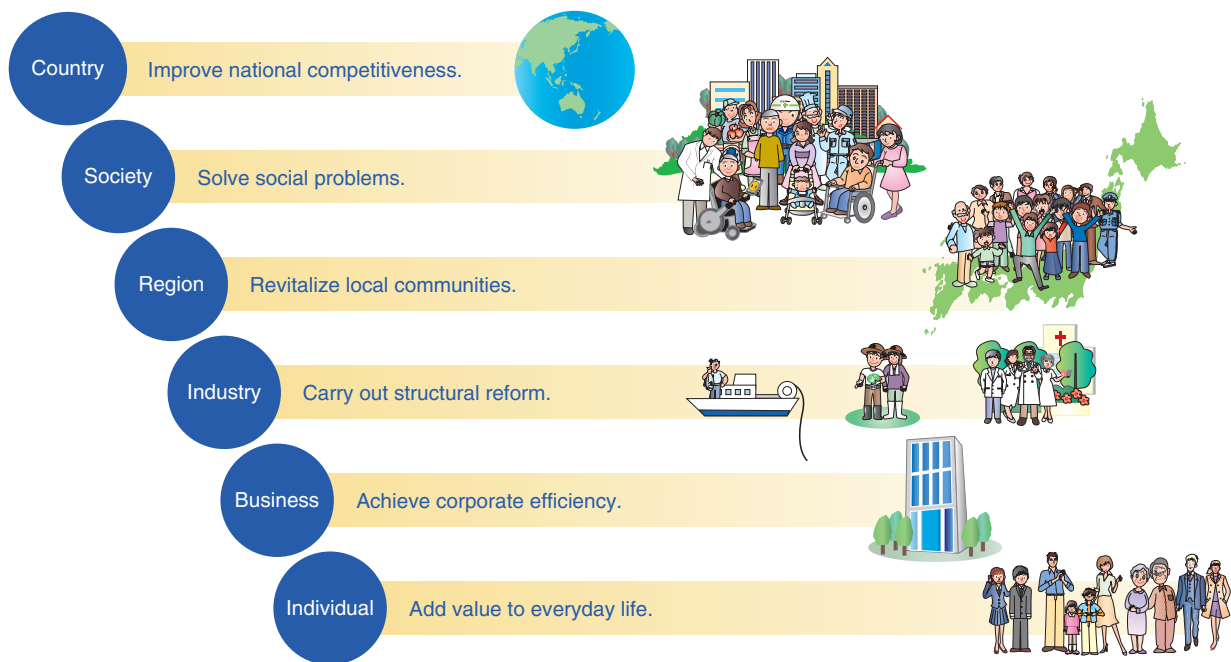 Country
Improve national competitiveness.
Society
Solve social problems.
Region
Revitalize local communities.
Industry
Carry out structural reform.
Business
Achieve corporate efficiency.
Individual
Add value to everyday life.